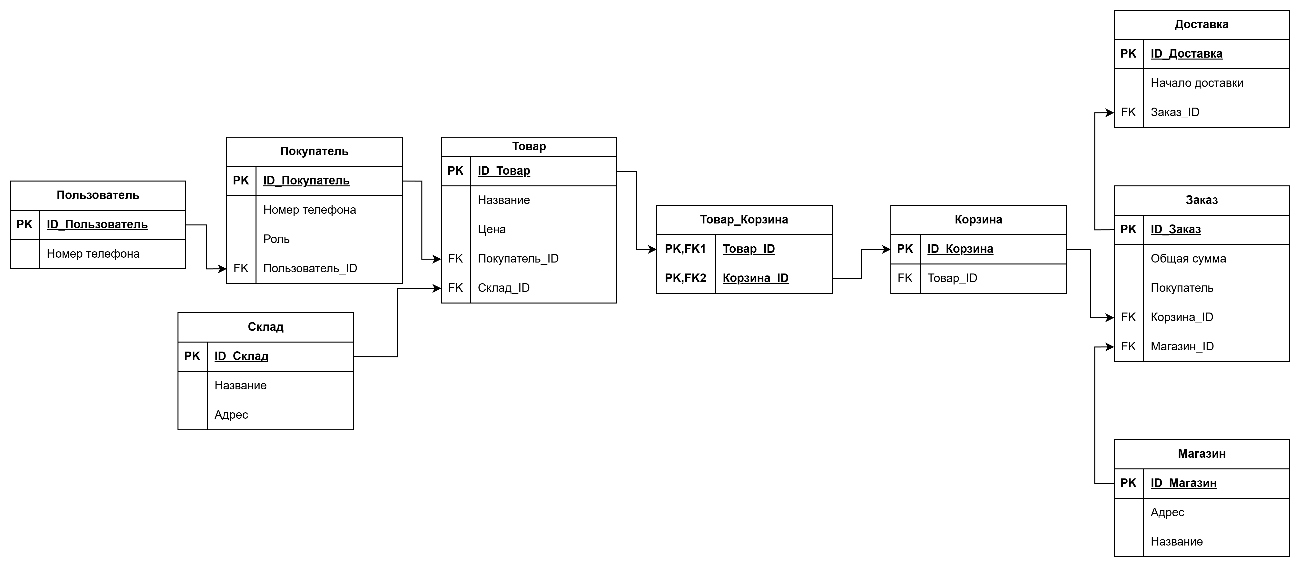 Пользователь
PK ID_Пользователь
Номер телефона
Покупатель
PK ID_Покупатель
Номер телефона
Роль
FK Пользователь_ID
Склад
PK ID_Склад
Название
Адрес
Товар
PK ID_Товар
Название
Цена
FK Покупатель_ID
FK Склад_ID
Товар_Корзина
PK,FK1 Товар_ID
PK,FK2 Корзина_ID
Корзина
PK ID_Корзина
FK Товар_ID
Доставка
PK ID_Доставка
Начало доставки
FK Заказ_ID
Заказ
PK ID_Заказ
Общая сумма
Покупатель
FK Корзина_ID
FK Магазин_ID
Магазин
PK ID_Магазин
Адрес
Название